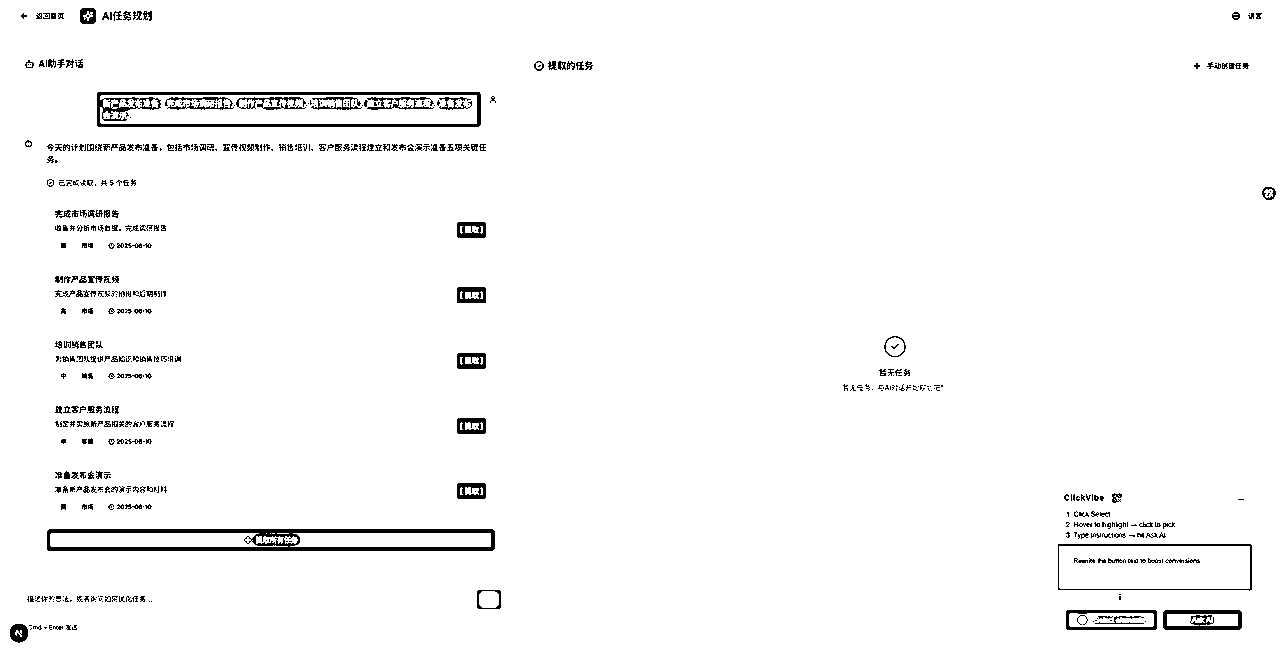 返回首页
AI任务规划
语言
AI助手对话
提取的任务
手动创建任务
新产品发布准备：完成市场调研报告，制作产品宣传视频，培训销售团队，建立客户服务流程，准备发布
会演示。
今天的计划围绕新产品发布准备，包括市场调研、宣传视频制作、销售培训、客户服务流程建立和发布会演示准备五项关键任
务。
已完成读取，共 5 个任务
完成市场调研报告
收集并分析市场数据，完成调研报告
市场
2025-08-10
【提取】
制作产品宣传视频
完成产品宣传视频的拍摄和后期制作
高
市场
2025-08-10
【提取】
培训销售团队
为销售团队提供产品知识和销售技巧培训
中
销售
2025-08-10
【提取】
建立客户服务流程
制定并实施新产品相关的客户服务流程
客服
2025-08-10
【提取】
准备发布会演示
准备新产品发布会的演示内容和材料
市场
2025-08-10
【提取】
提取所有任务
暂无任务
暂无任务，与AI对话开始规划吧！
描述你的想法，或者询问如何优化任务...
Cmd + Enter 发送
ClickVibe
1 Click Select
2 Hover to highlight → click to pick
3 Type instructions → hit Ask AI
Rewrite the button text to boost conversions
Ask AI